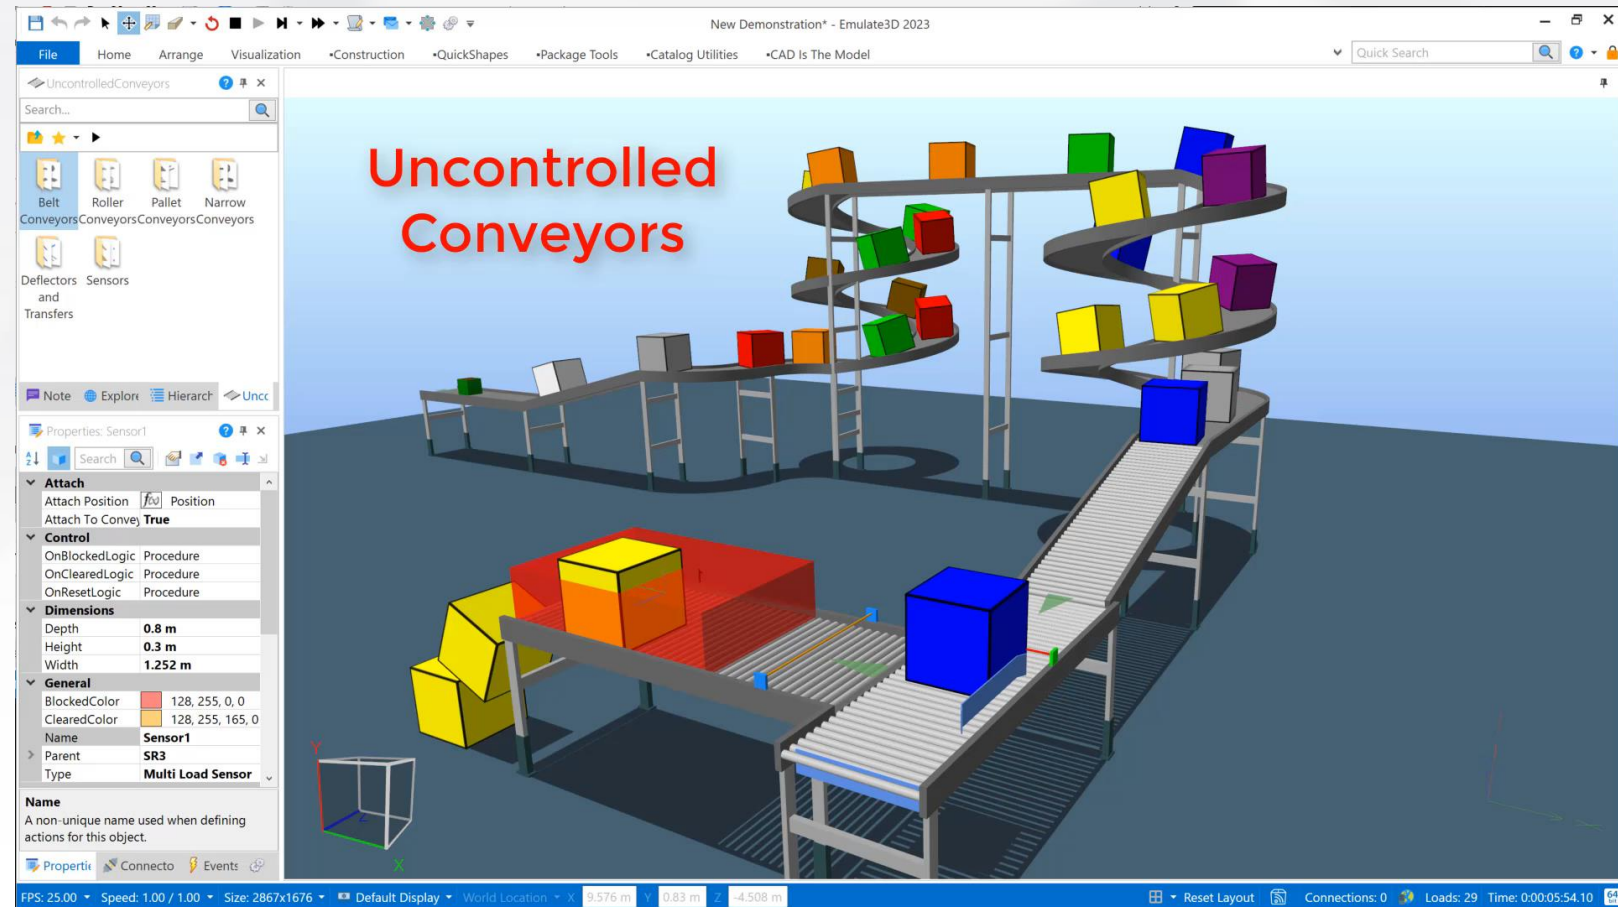 New Demonstration* - Emulate3D 2023
File Home Arrange Visualization •Construction •QuickShapes •Package Tools •Catalog Utilities •CAD Is The Model Quick Search
UncontrolledConveyors
Search...
Belt Conveyors
Roller Conveyors
Pallet Conveyors
Narrow Conveyors
Deflectors and Transfers
Sensors
Uncontrolled
Conveyors
Note Explore Hierarch Unco
Properties: Sensor1
Search
Attach
Attach Position Position
Attach To Convey True
Control
OnBlockedLogic Procedure
OnClearedLogic Procedure
OnResetLogic Procedure
Dimensions
Depth 0.8 m
Height 0.3 m
Width 1.252 m
General
BlockedColor 128, 255, 0, 0
ClearedColor 128, 255, 165, 0
Name Sensor1
Parent SR3
Type Multi Load Sensor
Name
A non-unique name used when defining
actions for this object.
Propertie Connecto Events
Y
Z
X
FPS: 25.00 Speed: 1.00 / 1.00 Size: 2867x1676 Default Display World Location X 9.576 m Y 0.83 m Z -4.508 m Reset Layout Connections: 0 Loads: 29 Time: 0:00:05:54.10 64